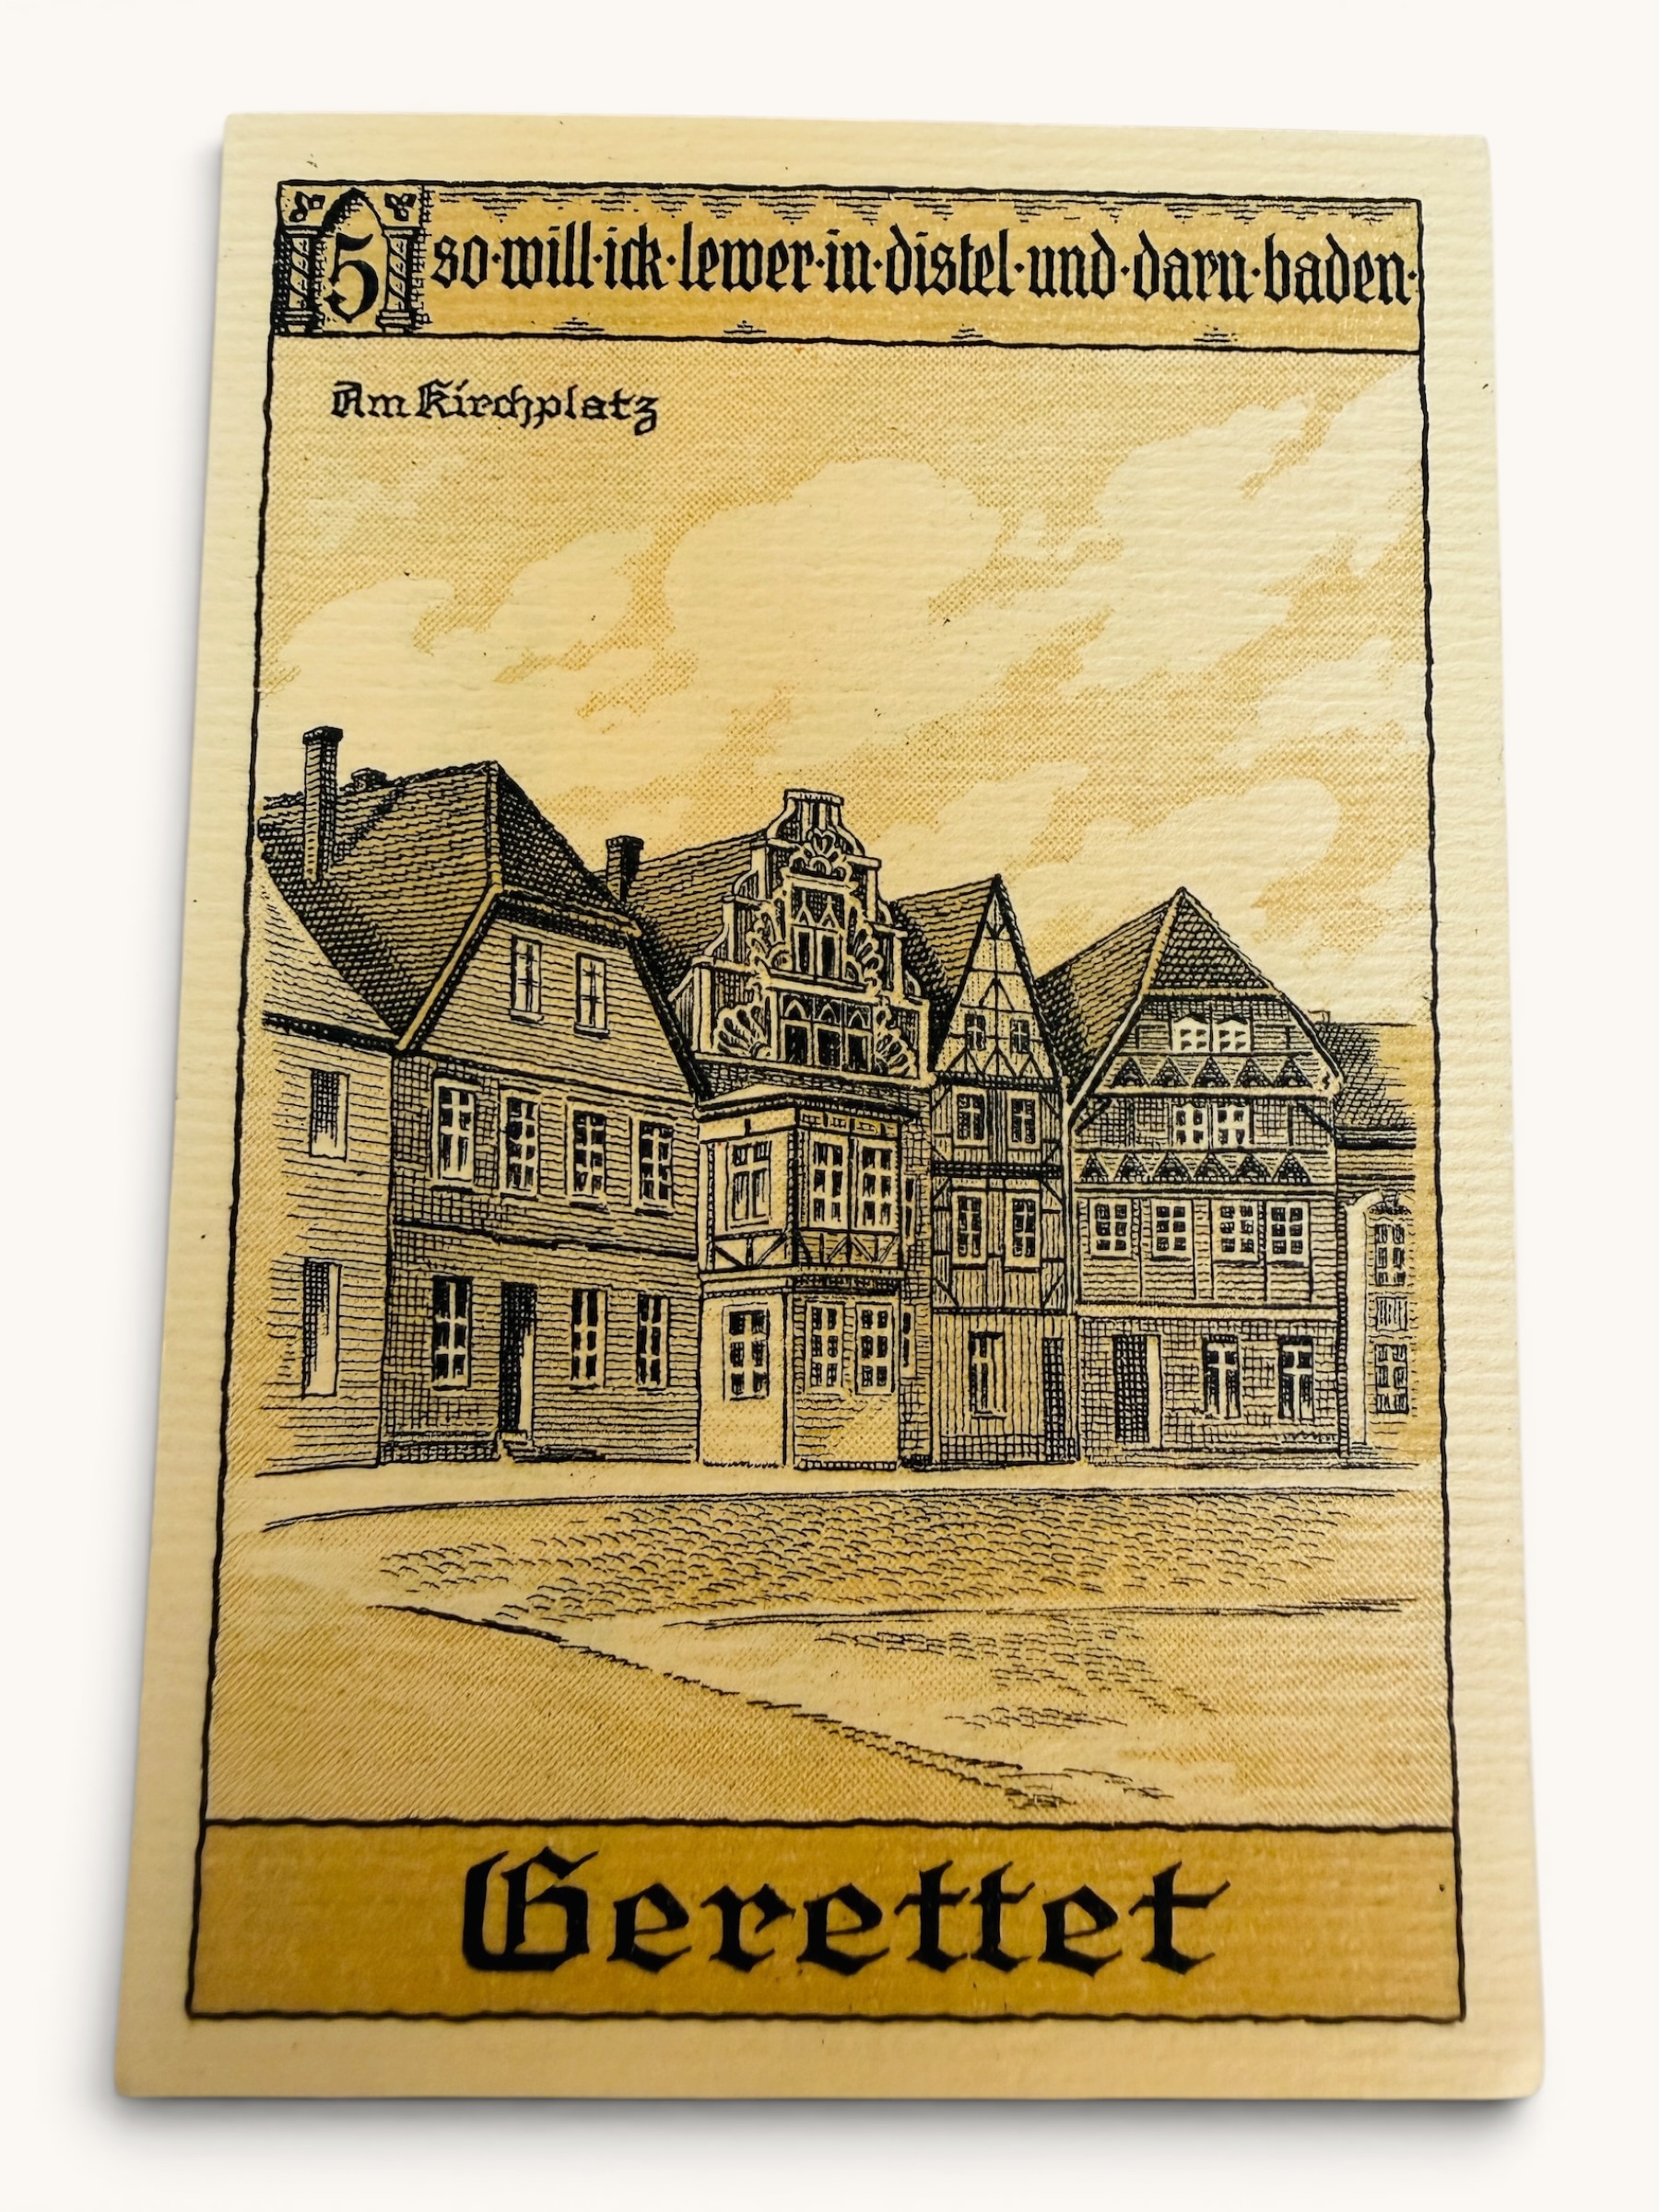 5 so·will·ick·lewer·in·distel·und·darn·baden·
Am Kirchplatz
Gerettet